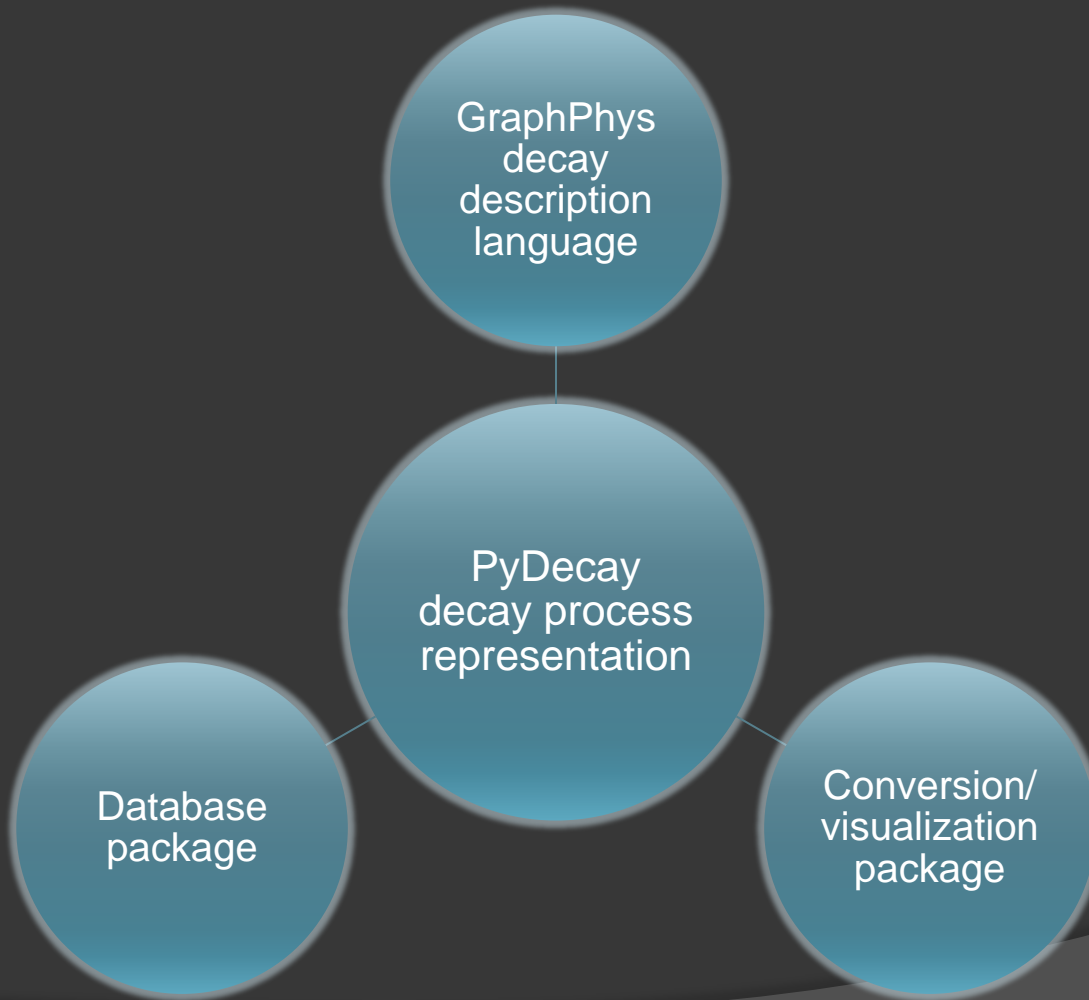 GraphPhys
decay
description
language
PyDecay
decay process
representation
Database
package
Conversion/
visualization
package